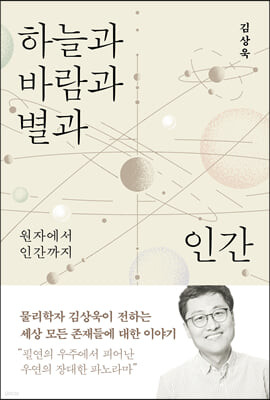 하늘과
바람과
별과
인간
김상욱
원자에서
인간까지
물리학자 김상욱이 전하는
세상 모든 존재들에 대한 이야기
"필연의 우주에서 피어난
우연의 장대한 파노라마"